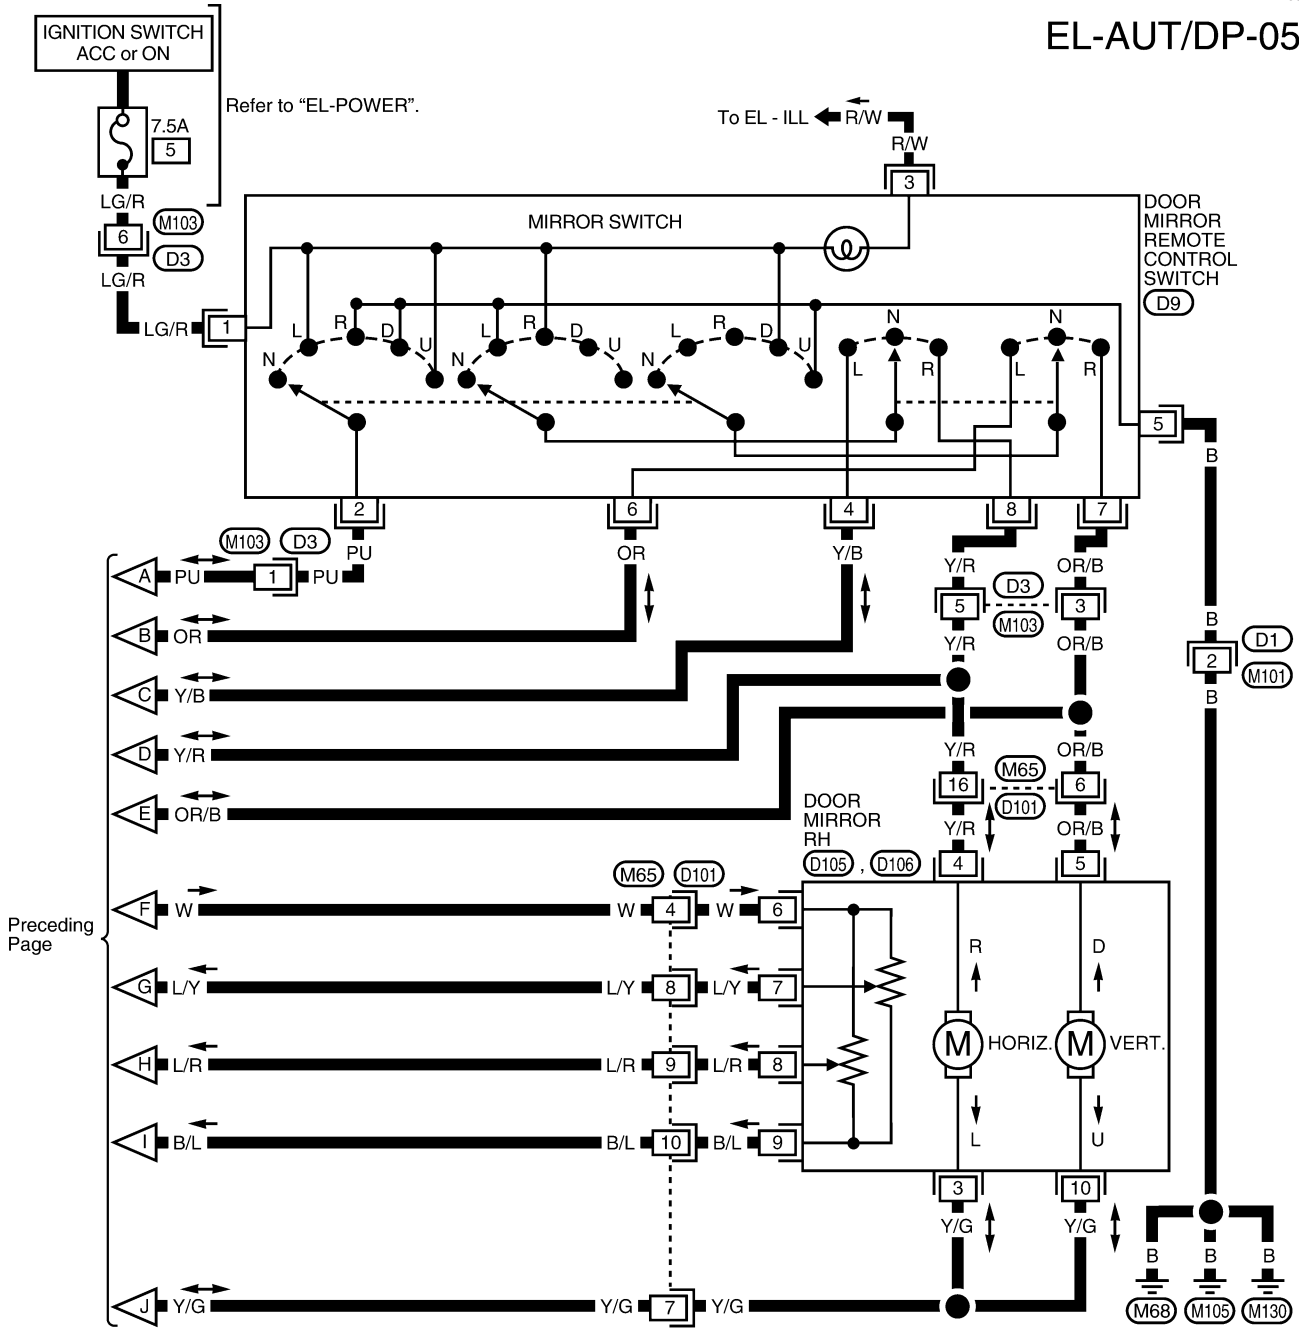 IGNITION SWITCH
ACC or ON
EL-AUT/DP-05
Refer to “EL-POWER”.
7.5A
5
To EL - ILL
R/W
R/W
3
LG/R
6
M103
D3
LG/R
LG/R
1
MIRROR SWITCH
DOOR
MIRROR
REMOTE
CONTROL
SWITCH
D9
N
L
R
D
U
N
L
R
D
U
N
L
R
D
U
L
N
R
L
N
R
5
B
2
6
4
8
7
M103
D3
PU
OR
Y/B
Y/R
OR/B
A
PU
1
PU
5
D3
M103
3
B
OR
Y/R
OR/B
B
2
D1
M101
B
C
Y/B
D
Y/R
Y/R
OR/B
E
OR/B
16
M65
D101
6
Y/R
OR/B
DOOR
MIRROR
RH
D105 , D106
4
5
Preceding
Page
M65
D101
F
W
W
4
W
6
R
D
G
L/Y
L/Y
8
L/Y
7
M
HORIZ.
M
VERT.
H
L/R
L/R
9
L/R
8
I
B/L
B/L
10
B/L
9
L
U
3
10
Y/G
Y/G
J
Y/G
Y/G
7
Y/G
B
B
B
M68
M105
M130